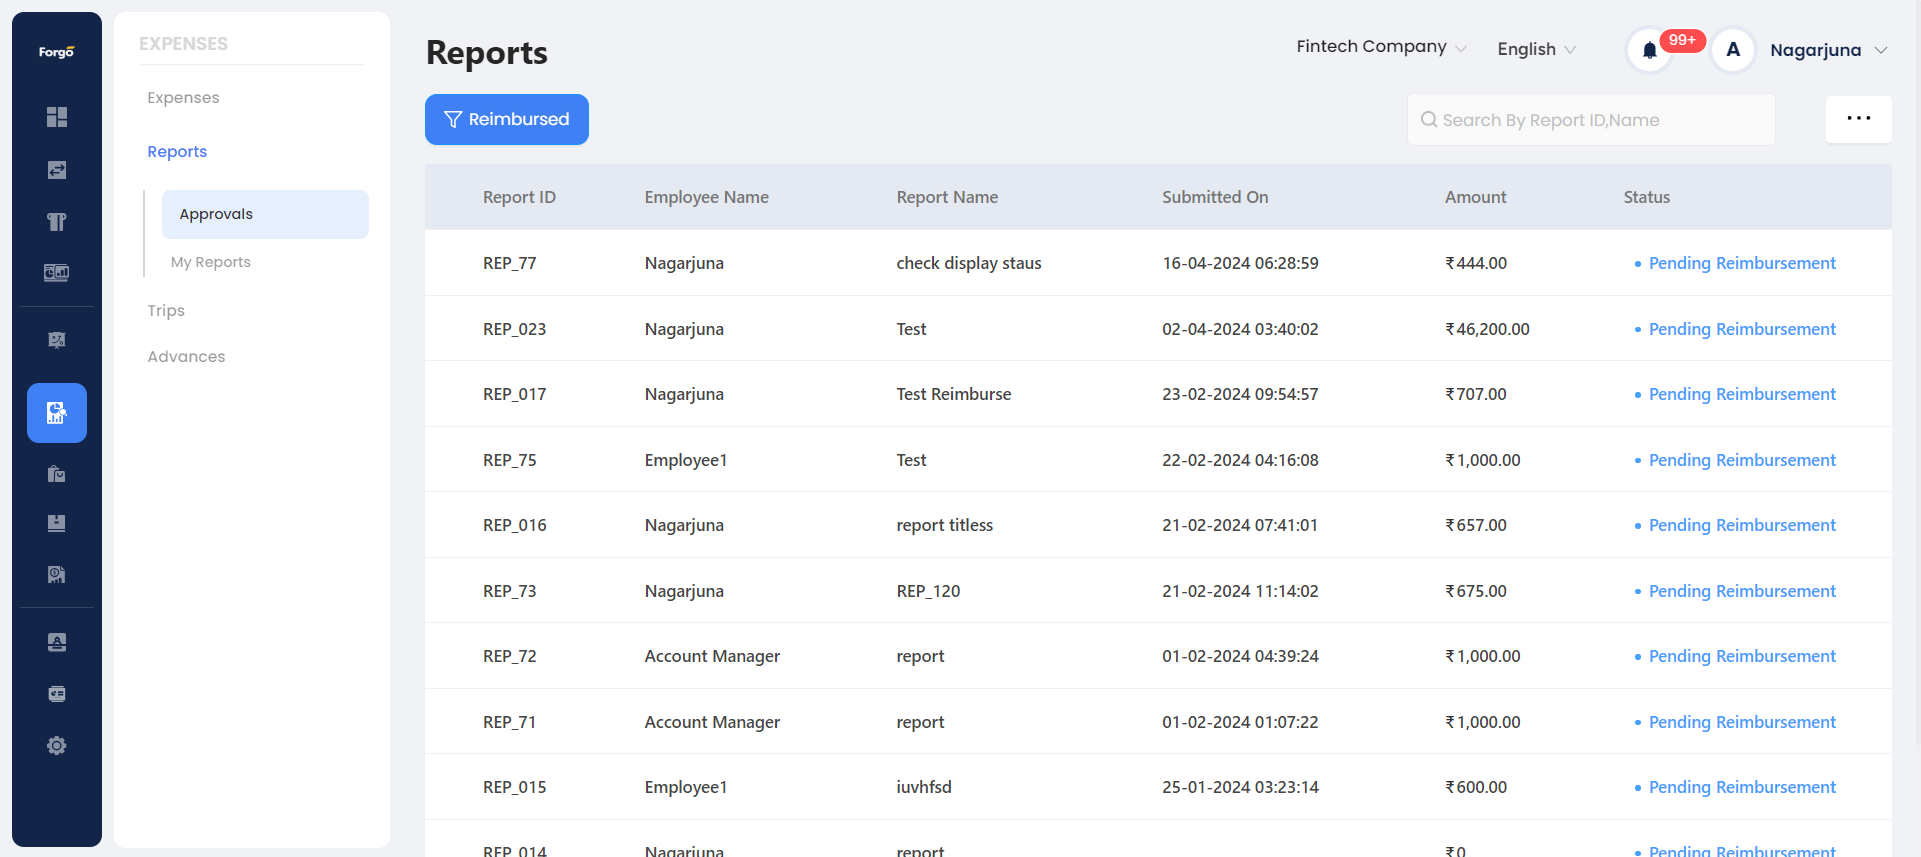 Forgo
EXPENSES
Expenses
Reports
Approvals
My Reports
Trips
Advances
Reports
Fintech Company
English
99+
A
Nagarjuna
Reimbursed
Search By Report ID,Name
Report ID Employee Name Report Name Submitted On Amount Status
REP_77 Nagarjuna check display staus 16-04-2024 06:28:59 ₹444.00 Pending Reimbursement
REP_023 Nagarjuna Test 02-04-2024 03:40:02 ₹46,200.00 Pending Reimbursement
REP_017 Nagarjuna Test Reimburse 23-02-2024 09:54:57 ₹707.00 Pending Reimbursement
REP_75 Employee1 Test 22-02-2024 04:16:08 ₹1,000.00 Pending Reimbursement
REP_016 Nagarjuna report titless 21-02-2024 07:41:01 ₹657.00 Pending Reimbursement
REP_73 Nagarjuna REP_120 21-02-2024 11:14:02 ₹675.00 Pending Reimbursement
REP_72 Account Manager report 01-02-2024 04:39:24 ₹1,000.00 Pending Reimbursement
REP_71 Account Manager report 01-02-2024 01:07:22 ₹1,000.00 Pending Reimbursement
REP_015 Employee1 iuvhfsd 25-01-2024 03:23:14 ₹600.00 Pending Reimbursement
REP_014 Nagarjuna report ₹0 Pending Reimbursement